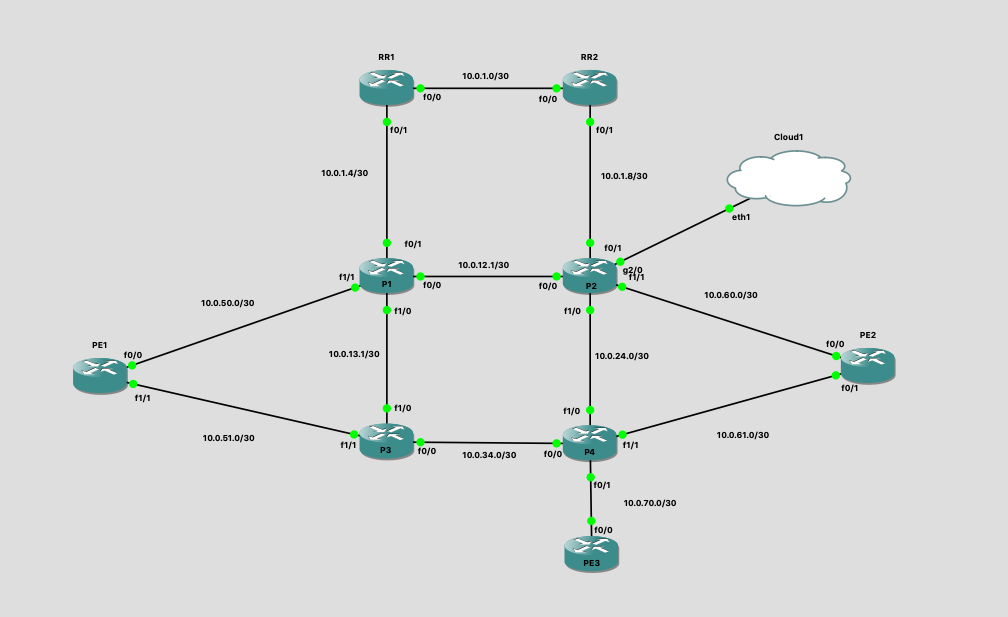 RR1
RR2
10.0.1.0/30
f0/0
f0/0
f0/1
f0/1
Cloud1
10.0.1.4/30
10.0.1.8/30
eth1
f0/1
f0/1
10.0.12.1/30
g2/0
f1/1
f1/1
P1
f0/0
f0/0
P2
10.0.50.0/30
10.0.60.0/30
f1/0
f1/0
PE1
PE2
f0/0
f0/0
10.0.13.1/30
10.0.24.0/30
f0/1
f1/1
f1/0
f1/0
10.0.51.0/30
10.0.61.0/30
f1/1
P3
f0/0
10.0.34.0/30
f0/0
P4
f1/1
f0/1
10.0.70.0/30
f0/0
PE3